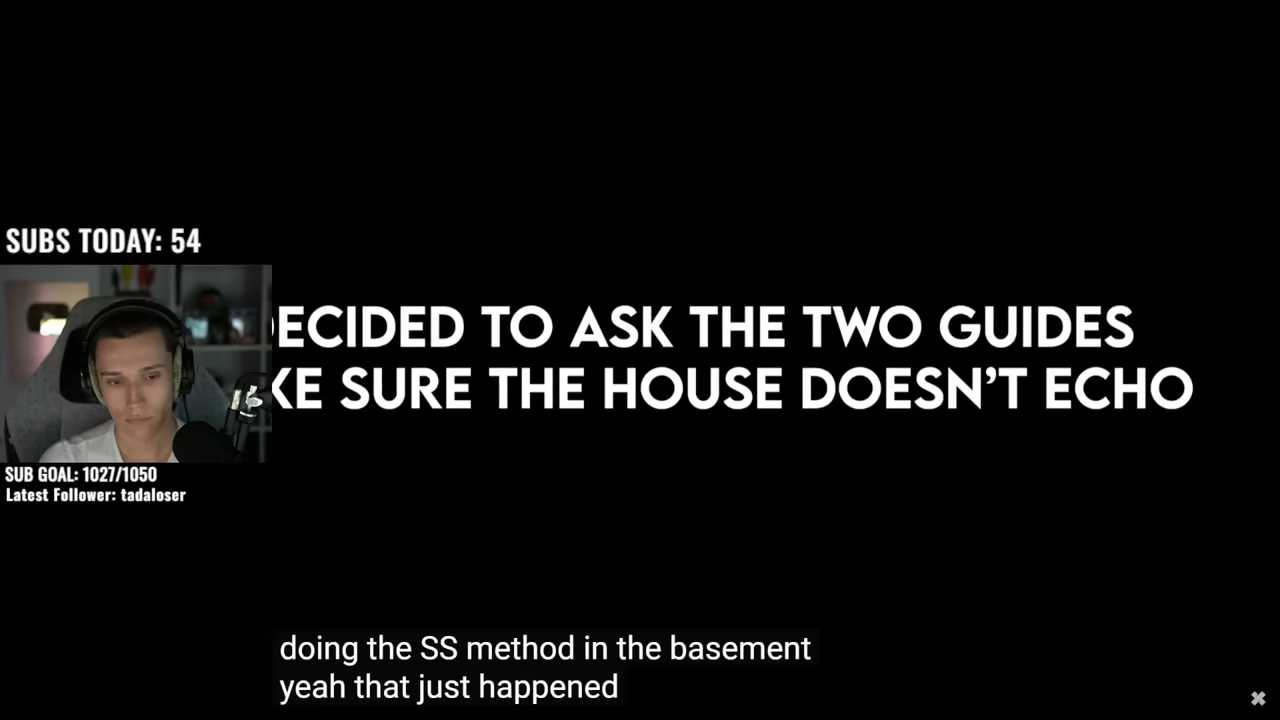 SUBS TODAY: 54
ECIDED TO ASK THE TWO GUIDES
KE SURE THE HOUSE DOESN'T ECHO
SUB GOAL: 1027/1050
Latest Follower: tadaloser
doing the SS method in the basement
yeah that just happened